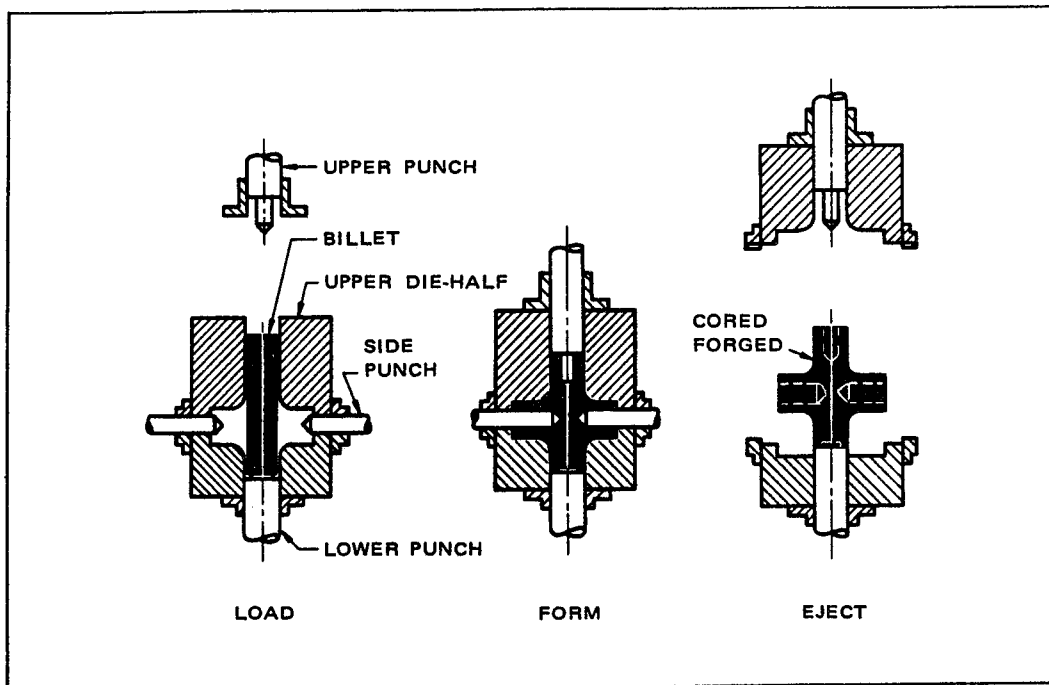 UPPER PUNCH
BILLET
UPPER DIE-HALF
SIDE
PUNCH
CORED
FORGED
LOWER PUNCH
LOAD
FORM
EJECT